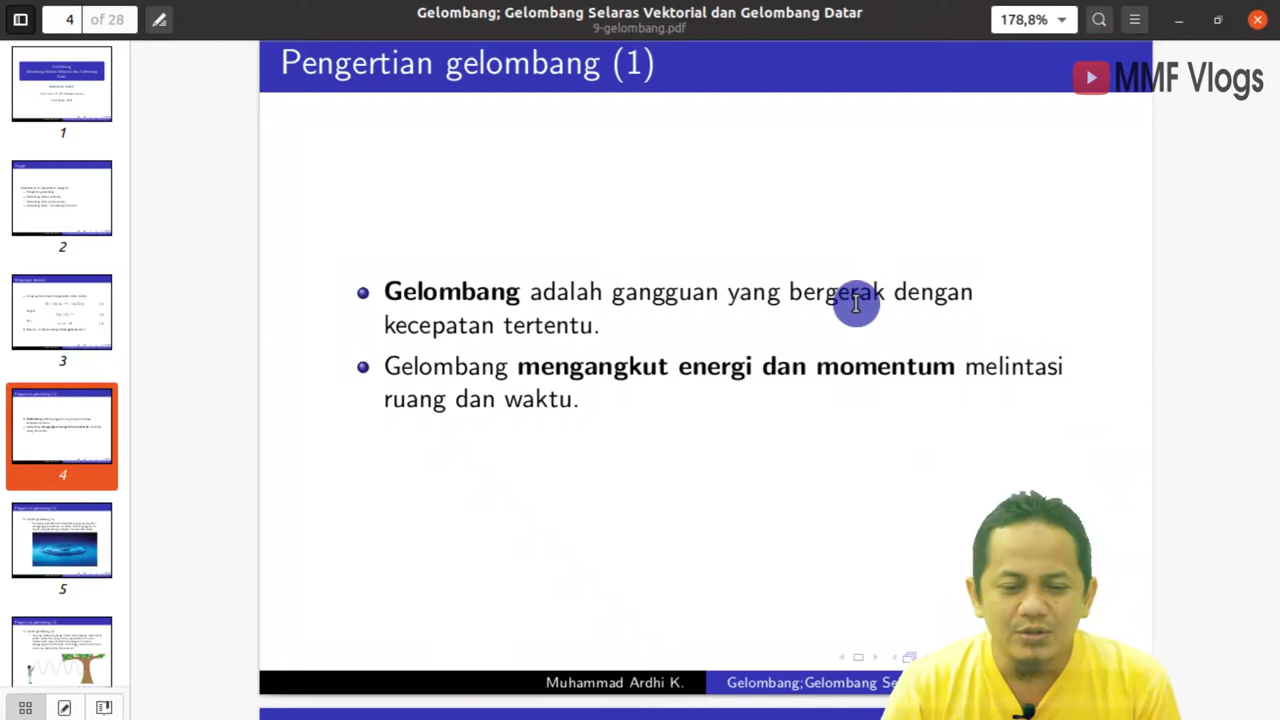 4 of 28
Gelombang; Gelombang Selaras Vektorial dan Gelombang Datar
9-gelombang.pdf
178,8%
Pengertian gelombang (1)
MMF Vlogs
Gelombang adalah gangguan yang bergerak dengan
kecepatan tertentu.
Gelombang mengangkut energi dan momentum melintasi
ruang dan waktu.
Muhammad Ardhi K.
Gelombang;Gelombang Se
1
2
3
4
5